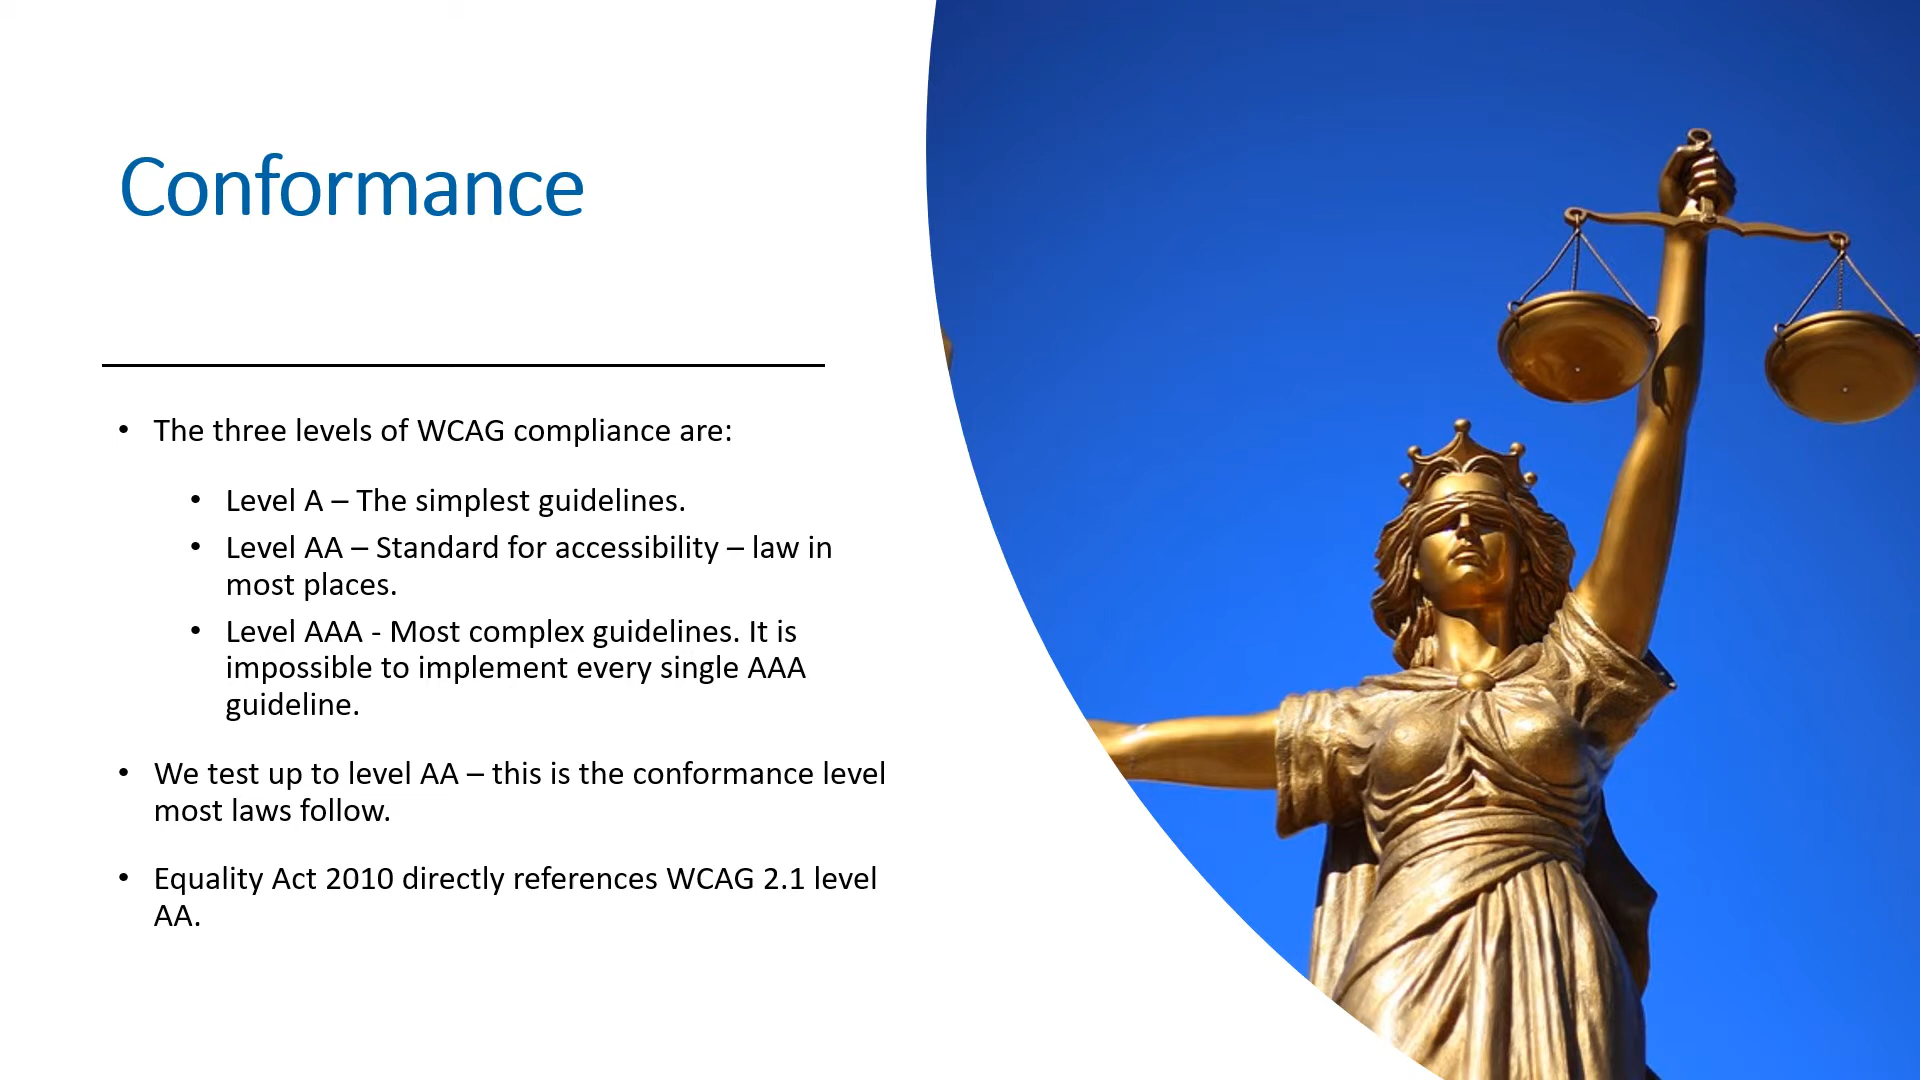 Conformance
• The three levels of WCAG compliance are:
• Level A – The simplest guidelines.
• Level AA – Standard for accessibility – law in
most places.
• Level AAA - Most complex guidelines. It is
impossible to implement every single AAA
guideline.
• We test up to level AA – this is the conformance level
most laws follow.
• Equality Act 2010 directly references WCAG 2.1 level
AA.